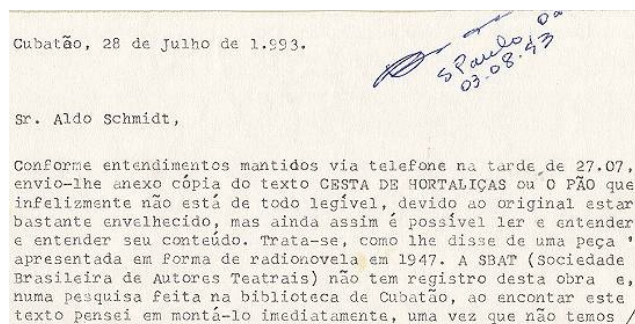 Cubatão, 28 de Julho de 1.993.
S Paulo
03.08.93
Sr. Aldo Schmidt,
Conforme entendimentos mantidos via telefone na tarde de 27.07,
envio-lhe anexo cópia do texto CESTA DE HORTALIÇAS ou O PÃO que
infelizmente não está de todo legível, devido ao original estar
bastante envelhecido, mas ainda assim é possível ler e entender
e entender seu conteúdo. Trata-se, como lhe disse de uma peça '
apresentada em forma de radionovela em 1947. A SBAT (Sociedade
Brasileira de Autores Teatrais) não tem registro desta obra e,
numa pesquisa feita na biblioteca de Cubatão, ao encontar este
texto pensei em montá-lo imediatamente, uma vez que não temos /